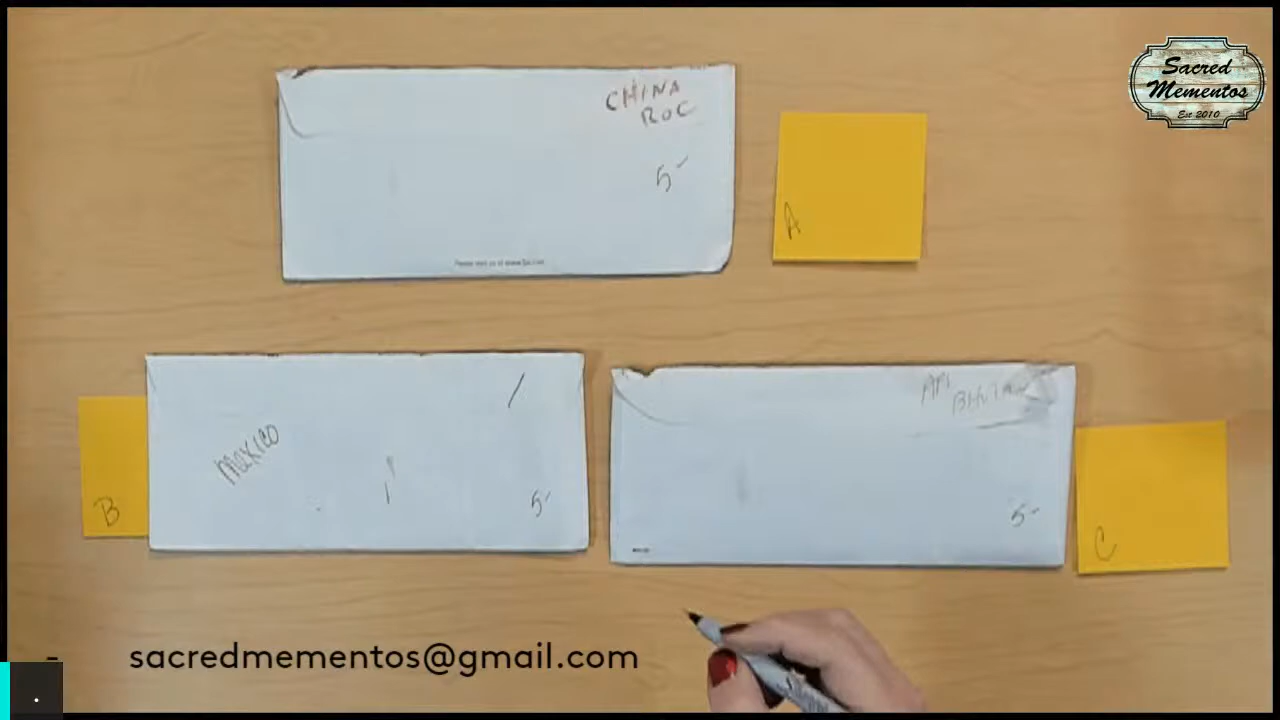 Sacred
Mementos
Est 2010
CHINA
ROC
5-
A
MEXICO
5-
B
5-
C
- sacredmementos@gmail.com
.